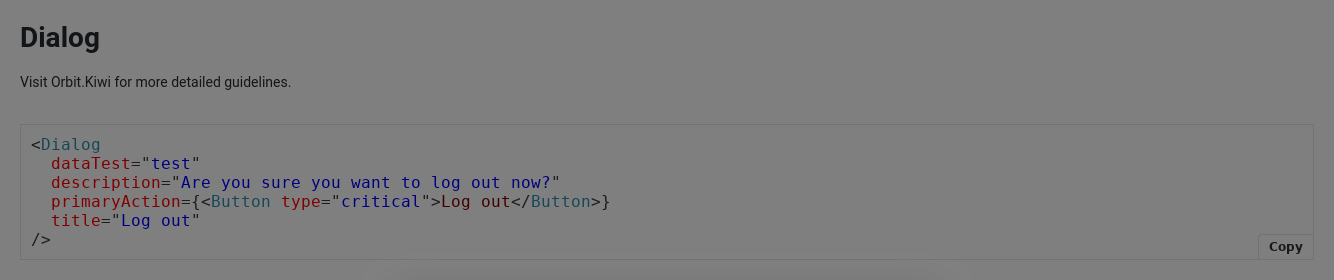 Dialog
Visit Orbit.Kiwi for more detailed guidelines.
<Dialog
  dataTest="test"
  description="Are you sure you want to log out now?"
  primaryAction={<Button type="critical">Log out</Button>}
  title="Log out"
/>
Copy